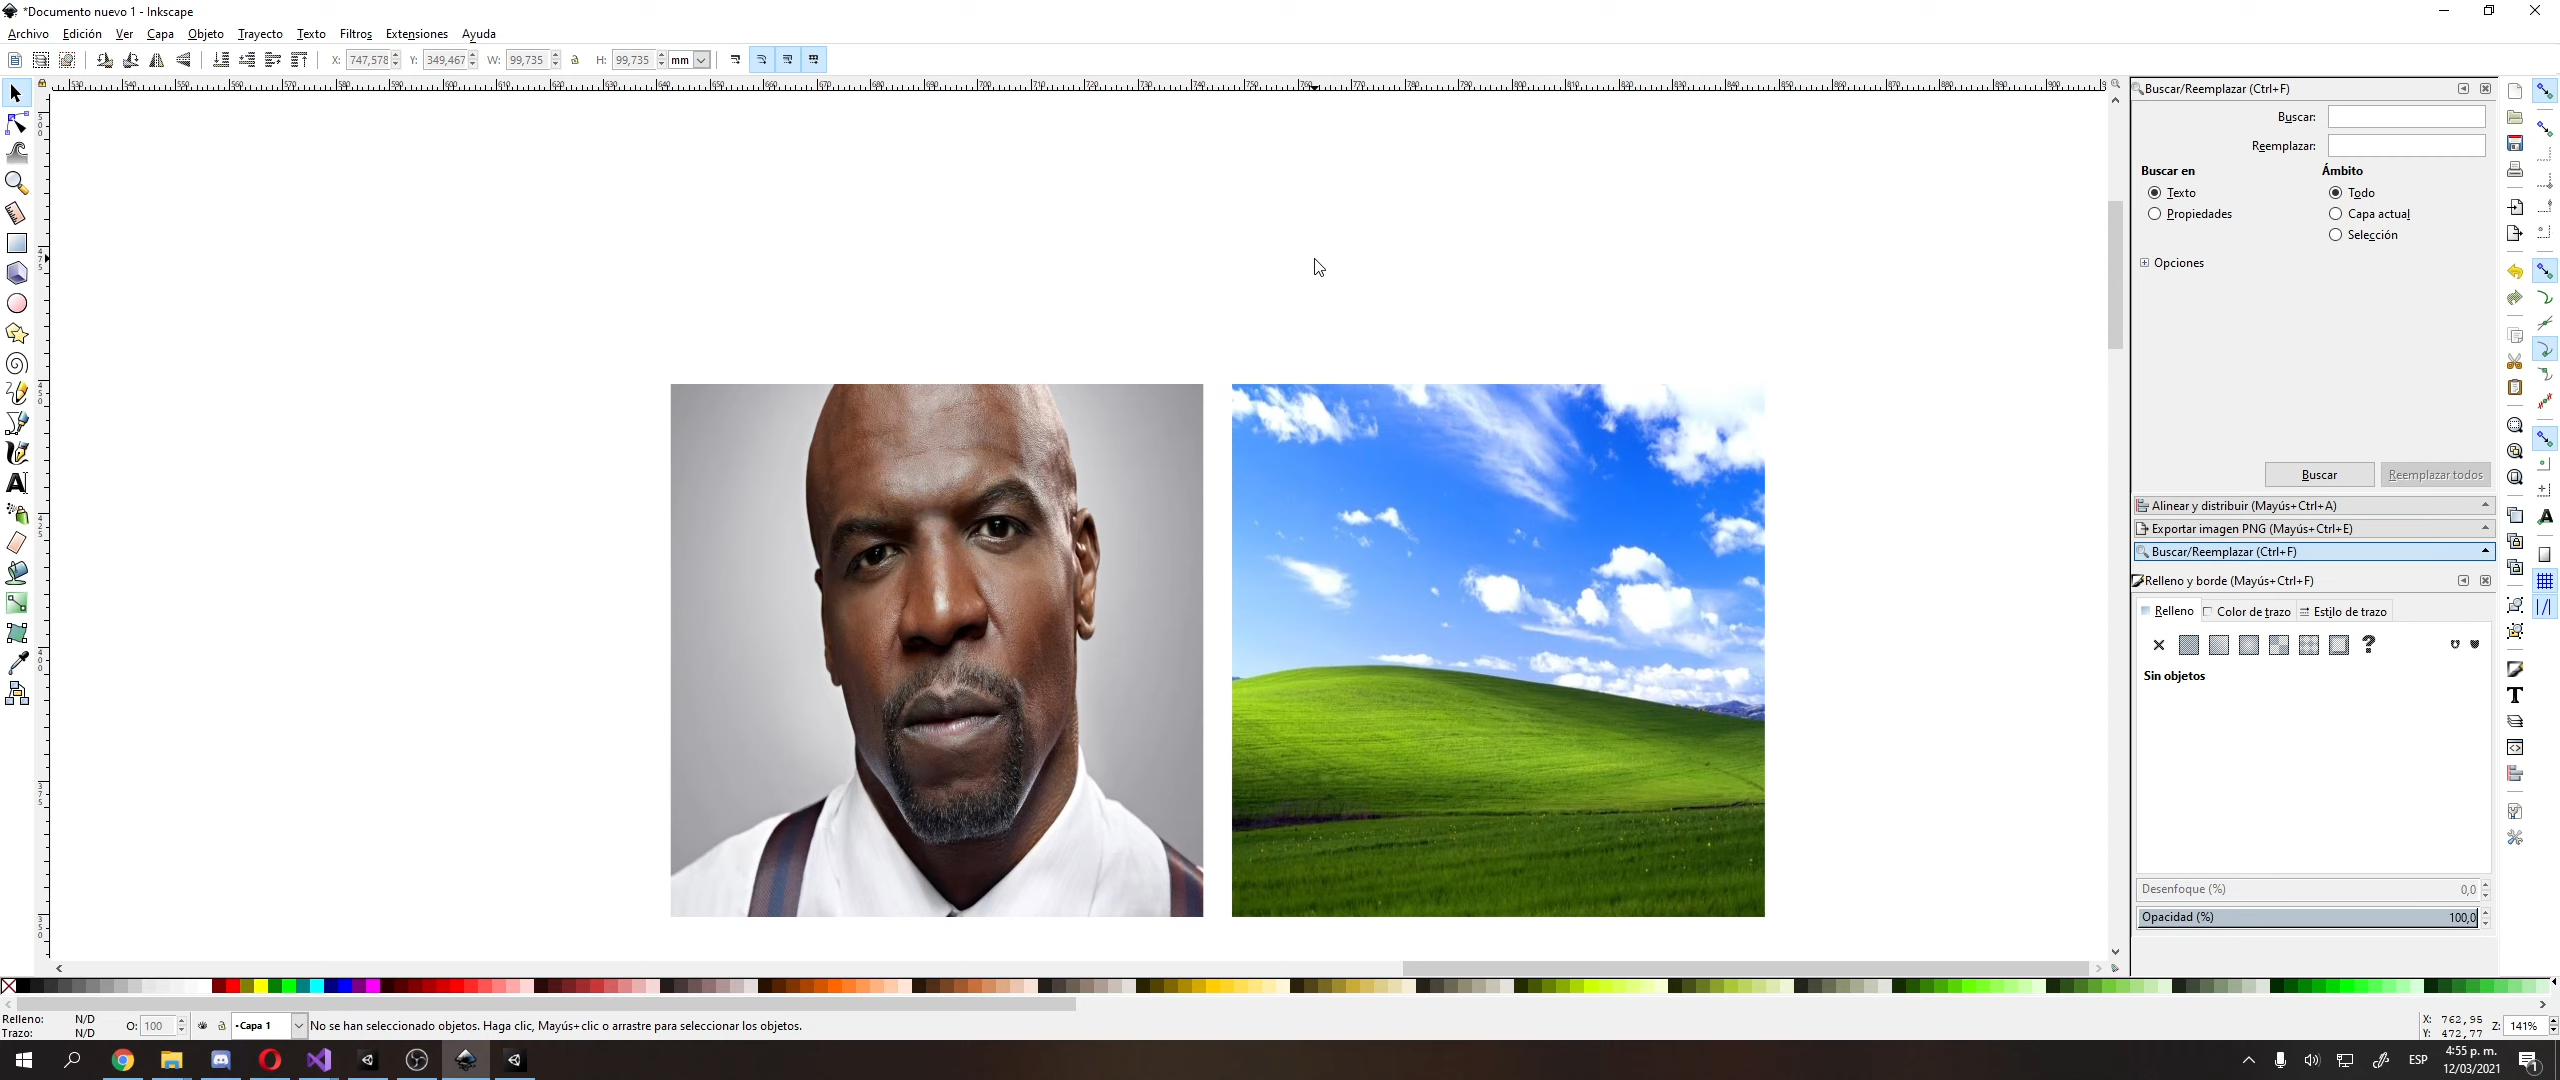 *Documento nuevo 1 - Inkscape
Archivo Edición Ver Capa Objeto Trayecto Texto Filtros Extensiones Ayuda
X: 747,578 Y: 349,467 W: 99,735 H: 99,735 mm
Buscar/Reemplazar (Ctrl+F)
Buscar:
Reemplazar:
Buscar en Ámbito
Texto Todo
Propiedades Capa actual
Selección
Opciones
Buscar Reemplazar todos
Alinear y distribuir (Mayús+Ctrl+A)
Exportar imagen PNG (Mayús+Ctrl+E)
Buscar/Reemplazar (Ctrl+F)
Relleno y borde (Mayús+Ctrl+F)
Relleno Color de trazo Estilo de trazo
Sin objetos
Desenfoque (%) 0,0
Opacidad (%) 100,0
Relleno: N/D
Trazo: N/D
O: 100
Capa 1
No se han seleccionado objetos. Haga clic, Mayús+clic o arrastre para seleccionar los objetos.
X: 762,95
Y: 472,77
Z: 141%
ESP
4:55 p. m.
12/03/2021
1